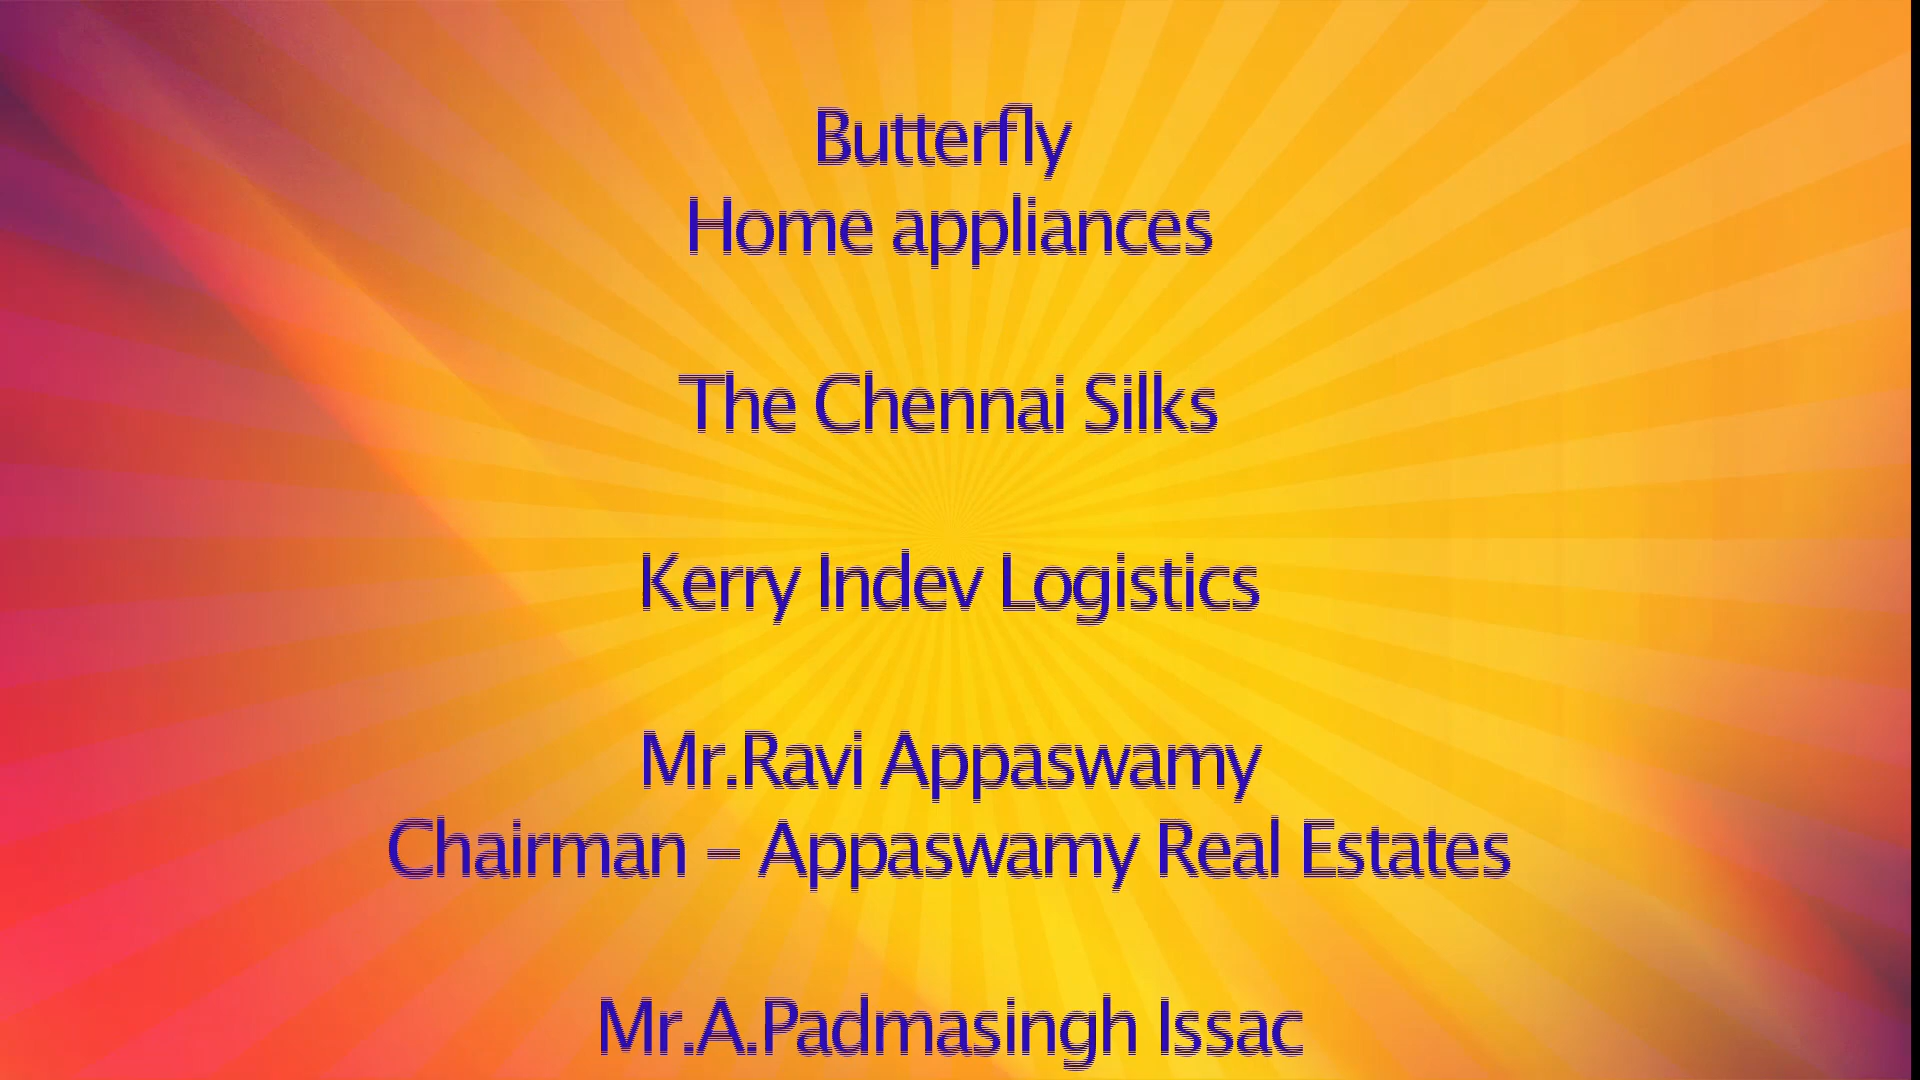 Butterfly
Home appliances
The Chennai Silks
Kerry Indev Logistics
Mr.Ravi Appaswamy
Chairman - Appaswamy Real Estates
Mr.A.Padmasingh Issac